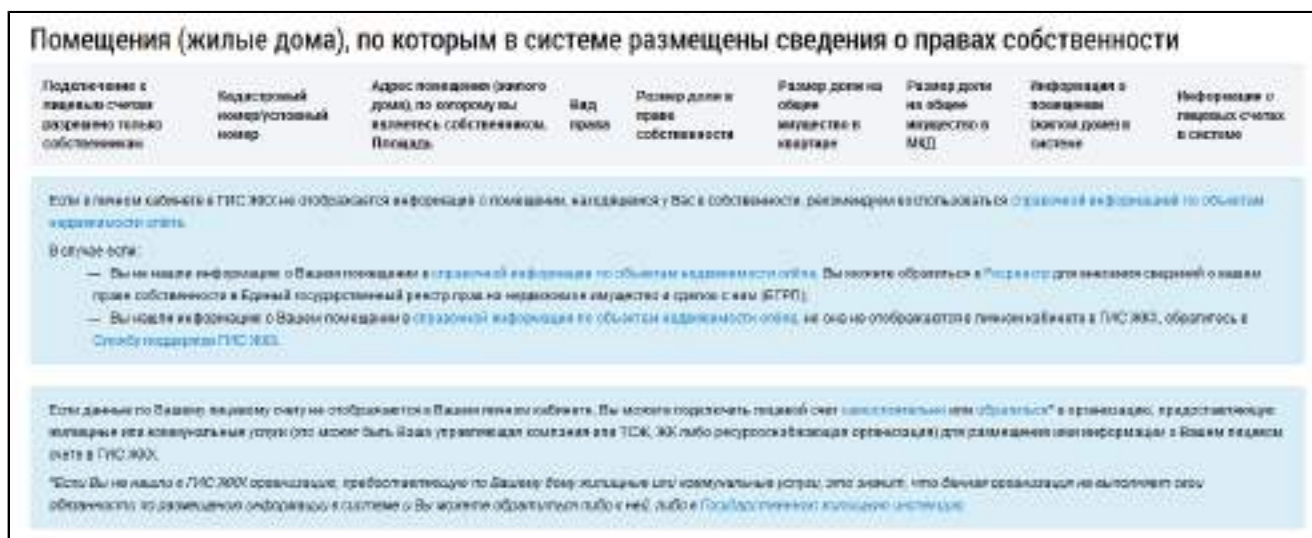 Помещения (жилые дома), по которым в системе размещены сведения о правах собственности
Подключение к лицевым счетам разрешено только собственникам
Кадастровый номер/условный номер
Адрес помещения (жилого дома), по которому вы являетесь собственником. Площадь
Вид права
Размер доли в праве собственности
Размер доли на общее имущество в квартире
Размер доли на общее имущество в МКД
Информация о помещении (жилом доме) в системе
Информация о лицевых счетах в системе
Если в личном кабинете в ГИС ЖКХ не отображается информация о помещении, находящемся у Вас в собственности, рекомендуем воспользоваться справочной информацией по объектам
недвижимости online.
В случае если:
— Вы не нашли информацию о Вашем помещении в справочной информации по объектам недвижимости online, Вы можете обратиться в Росреестр для внесения сведений о вашем
праве собственности в Единый государственный реестр прав на недвижимое имущество и сделок с ним (ЕГРП);
— Вы нашли информацию о Вашем помещении в справочной информации по объектам недвижимости online, но она не отображается в личном кабинете в ГИС ЖКХ, обратитесь в
Службу поддержки ГИС ЖКХ.
Если данные по Вашему лицевому счету не отображаются в Вашем личном кабинете, Вы можете подключить лицевой счет самостоятельно или обратиться* в организацию, предоставляющую
жилищные или коммунальные услуги (это может быть Ваша управляющая компания или ТСЖ, ЖК либо ресурсоснабжающая организация) для размещения ими информации о Вашем лицевом
счете в ГИС ЖКХ.
*Если Вы не нашли в ГИС ЖКХ организацию, предоставляющую по Вашему дому жилищные или коммунальные услуги, это значит, что данная организация не выполняет свои
обязанности по размещению информации в системе и Вы можете обратиться либо к ней, либо в Государственную жилищную инспекцию.